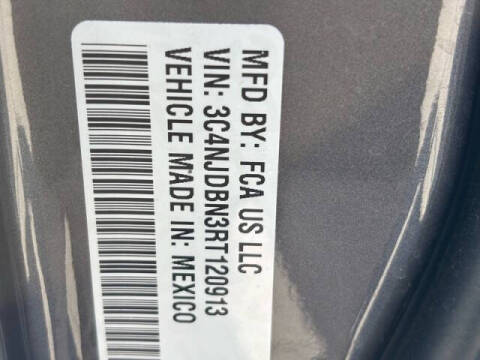 MFD BY: FCA US LLC
VIN: 3C4NJDBN3RT120913
VEHICLE MADE IN: MEXICO